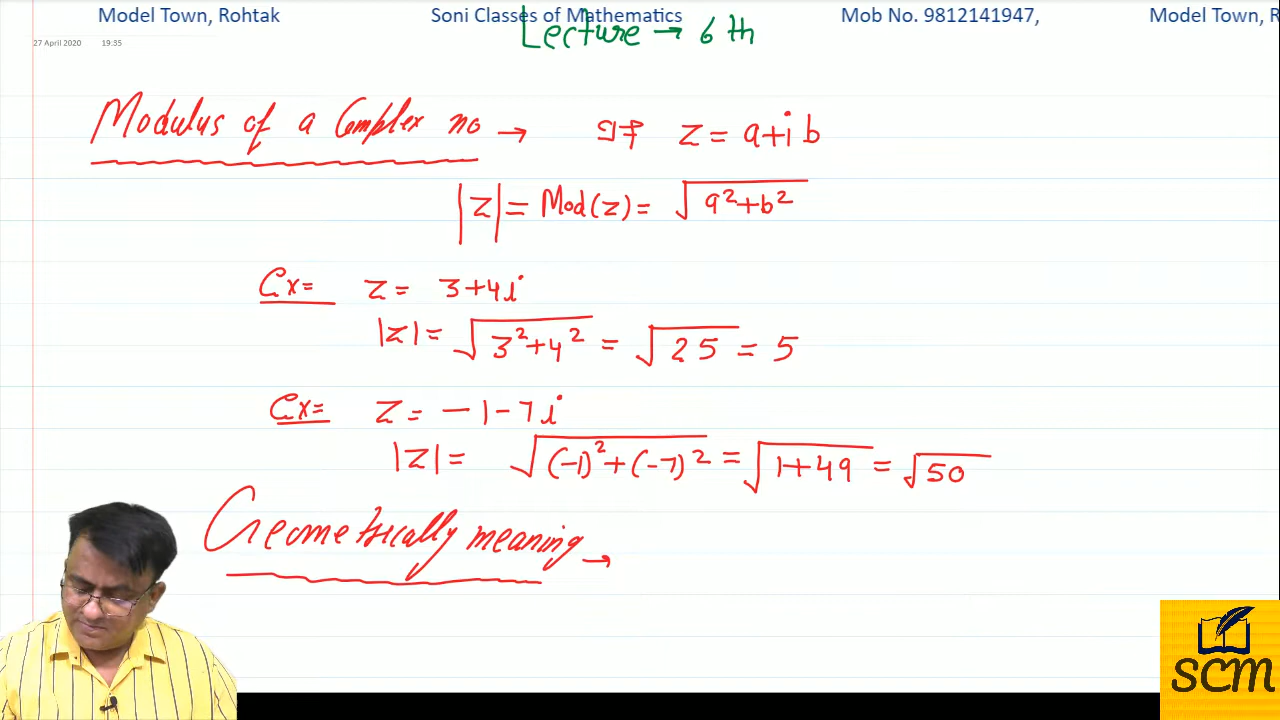 Model Town, Rohtak Soni Classes of Mathematics Mob No. 9812141947, Model Town, R
Lecture → 6 th
27 April 2020 19:35
Modulus of a Complex no → If z = a+ib
|z| = Mod(z) = √(a²+b²)
Ex= z = 3+4i
|z| = √(3²+4²) = √25 = 5
Ex= z = -1-7i
|z| = √((-1)²+(-7)²) = √(1+49) = √50
Geometrically meaning →
SCM